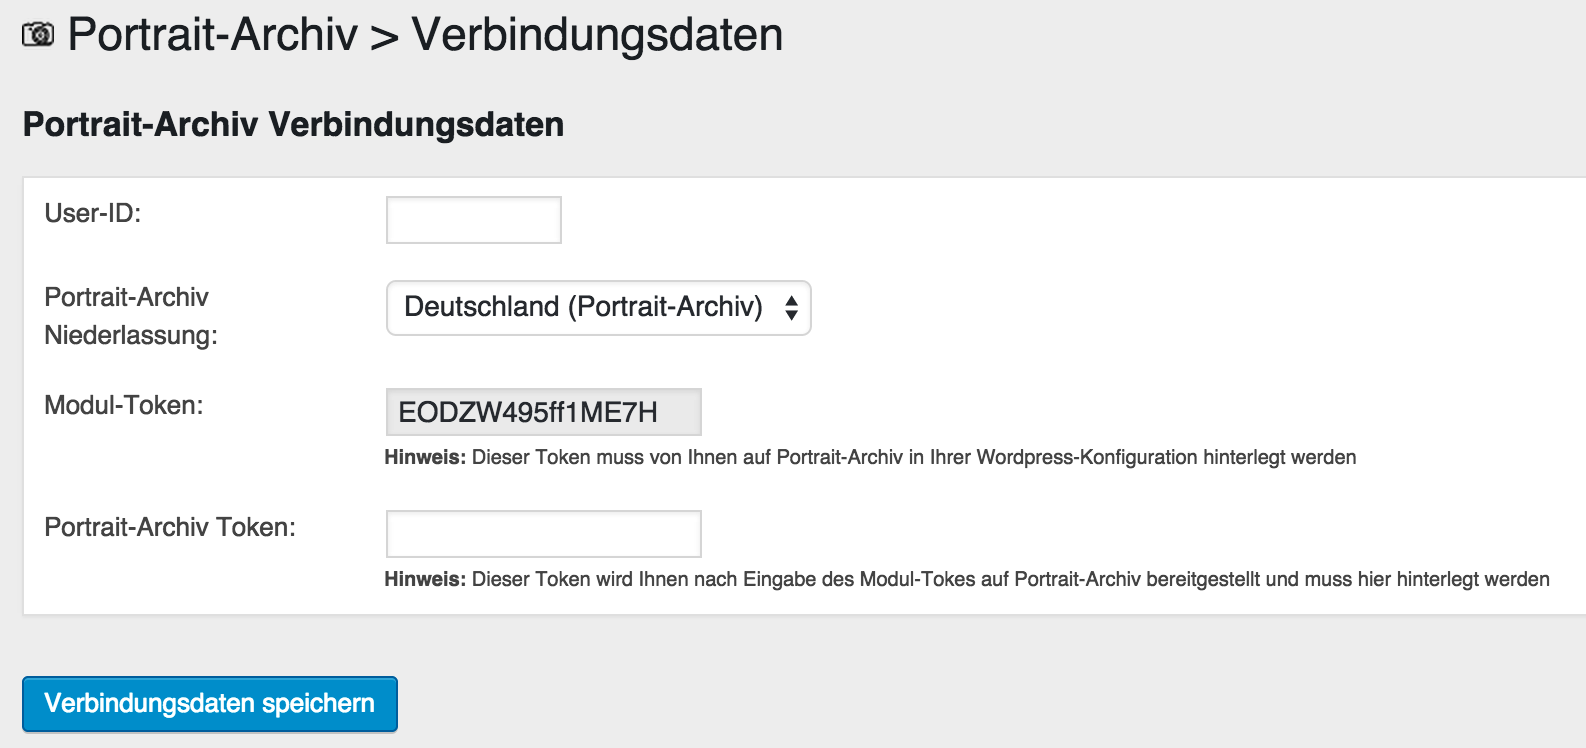 Portrait-Archiv > Verbindungsdaten
Portrait-Archiv Verbindungsdaten
User-ID:
Portrait-Archiv
Niederlassung:
Deutschland (Portrait-Archiv)
Modul-Token:
EODZW495ff1ME7H
Hinweis: Dieser Token muss von Ihnen auf Portrait-Archiv in Ihrer Wordpress-Konfiguration hinterlegt werden
Portrait-Archiv Token:
Hinweis: Dieser Token wird Ihnen nach Eingabe des Modul-Tokes auf Portrait-Archiv bereitgestellt und muss hier hinterlegt werden
Verbindungsdaten speichern